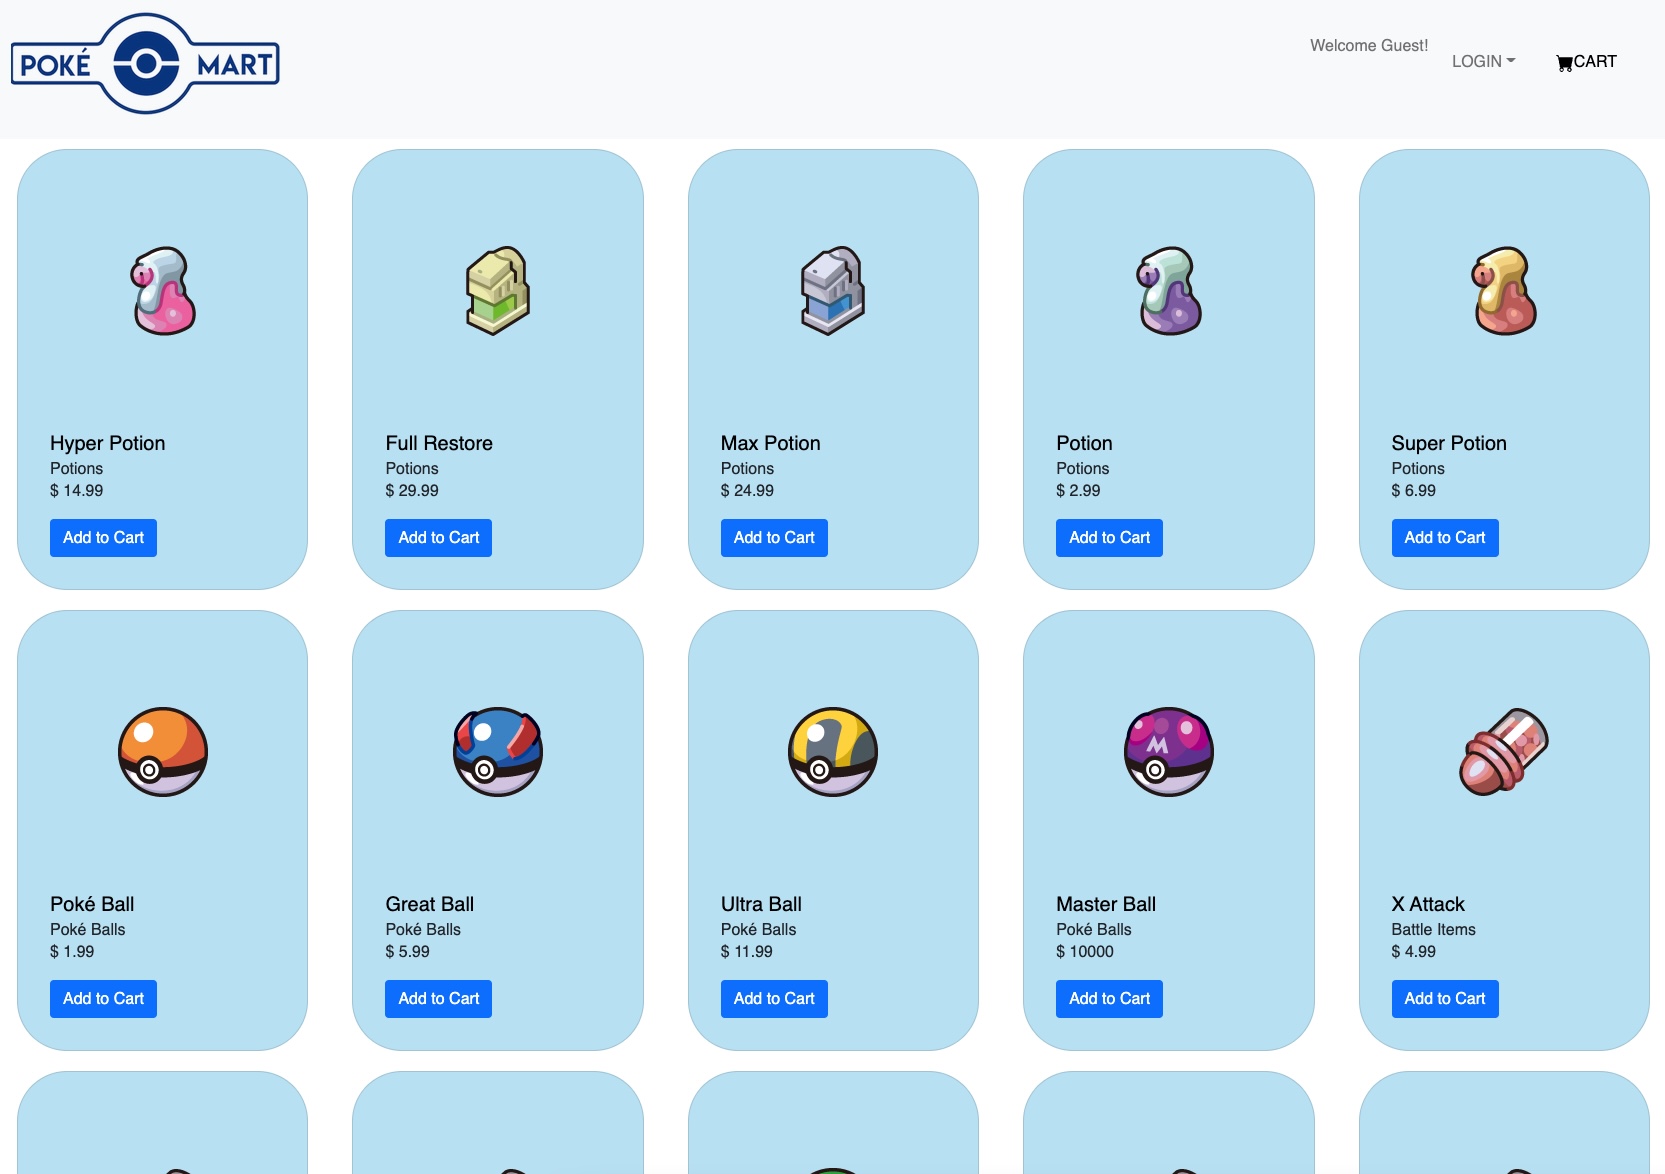 POKÉ MART
Welcome Guest!
LOGIN
CART
Hyper Potion
Potions
$ 14.99
Add to Cart
Full Restore
Potions
$ 29.99
Add to Cart
Max Potion
Potions
$ 24.99
Add to Cart
Potion
Potions
$ 2.99
Add to Cart
Super Potion
Potions
$ 6.99
Add to Cart
Poké Ball
Poké Balls
$ 1.99
Add to Cart
Great Ball
Poké Balls
$ 5.99
Add to Cart
Ultra Ball
Poké Balls
$ 11.99
Add to Cart
M
Master Ball
Poké Balls
$ 10000
Add to Cart
X Attack
Battle Items
$ 4.99
Add to Cart